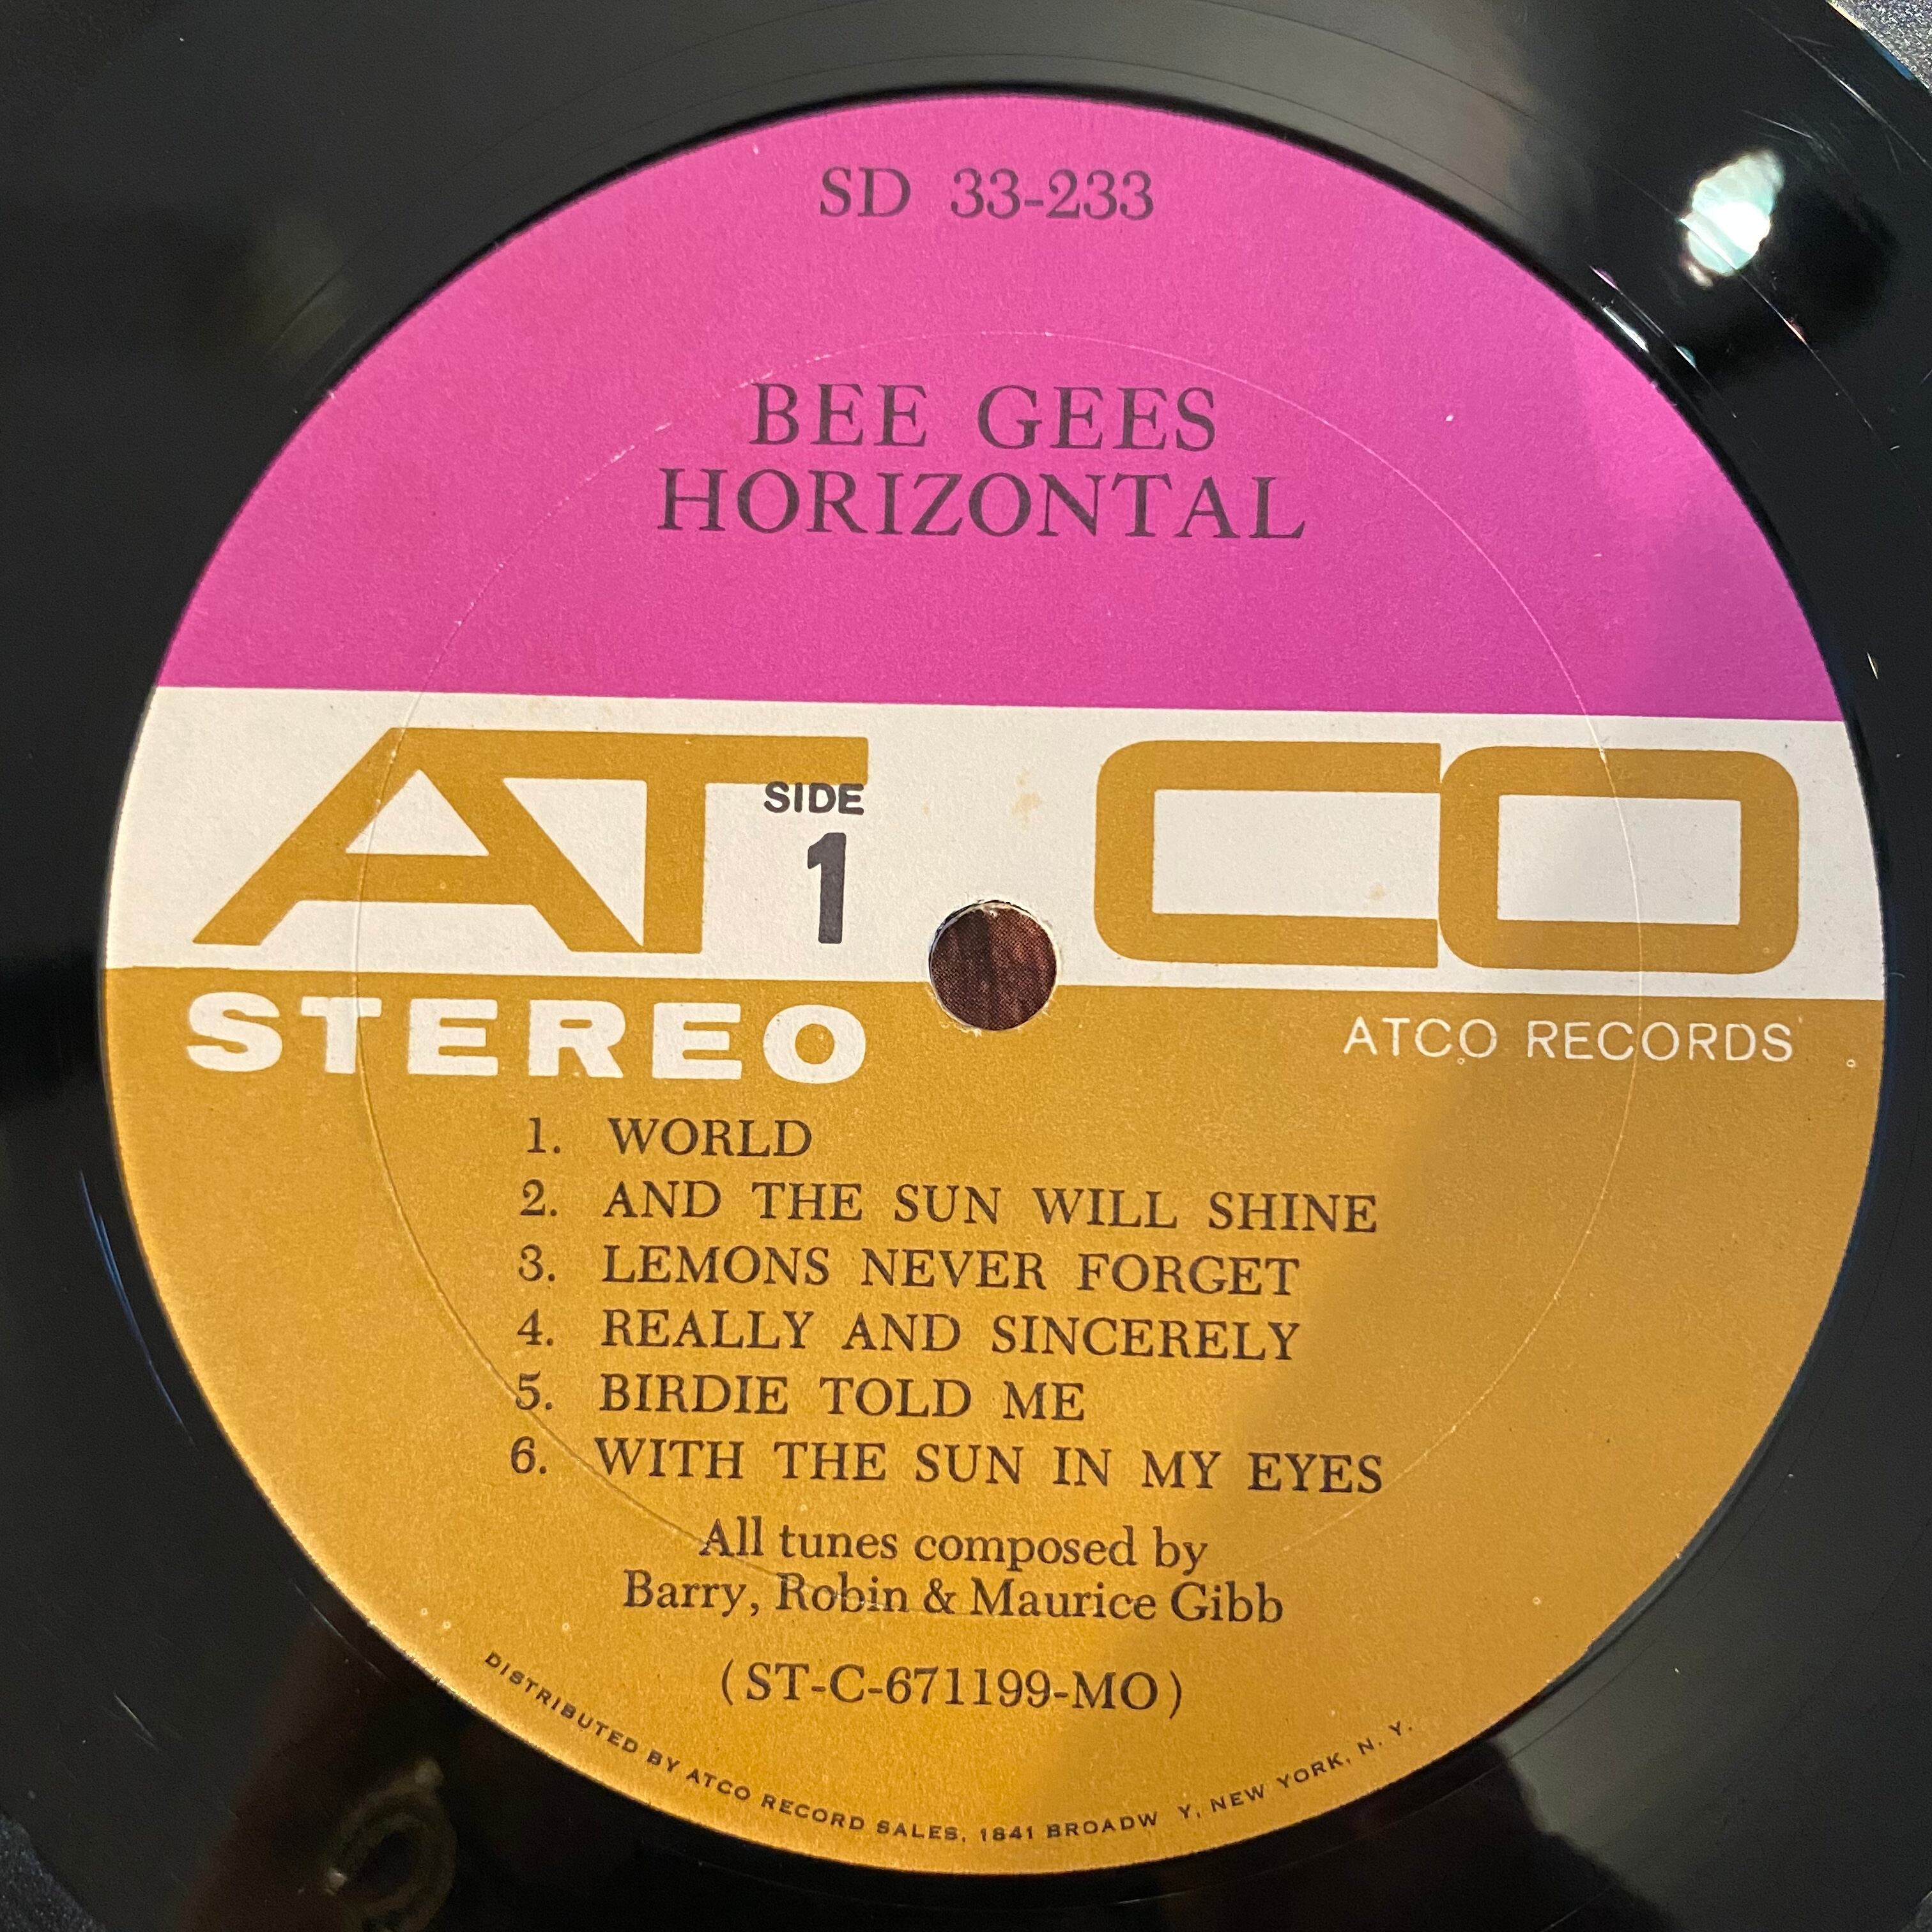 SD 33-233
BEE GEES
HORIZONTAL
ATCO
SIDE
1
STEREO
ATCO RECORDS
1. WORLD
2. AND THE SUN WILL SHINE
3. LEMONS NEVER FORGET
4. REALLY AND SINCERELY
5. BIRDIE TOLD ME
6. WITH THE SUN IN MY EYES
All tunes composed by
Barry, Robin & Maurice Gibb
(ST-C-671199-MO)
DISTRIBUTED BY ATCO RECORD SALES, 1841 BROADW Y, NEW YORK, N. Y.